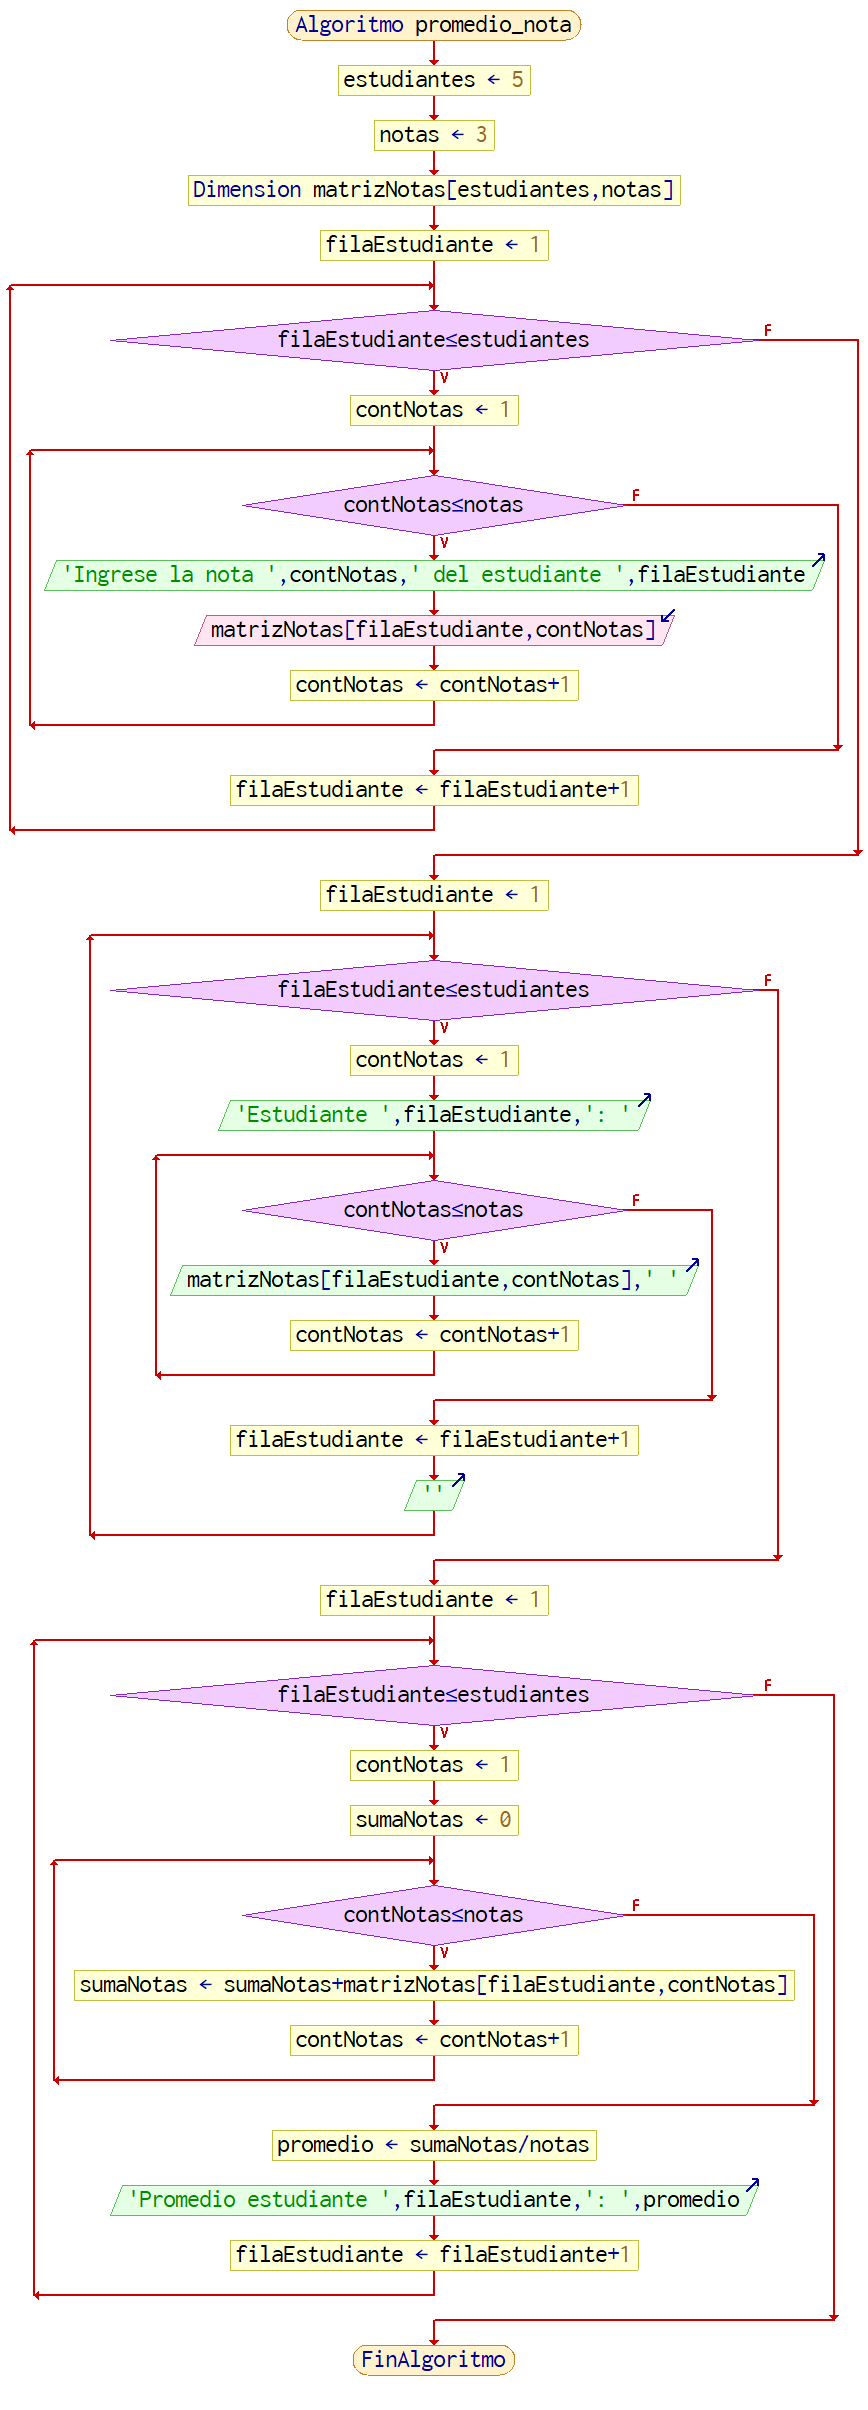 Algoritmo promedio_nota
estudiantes ← 5
notas ← 3
Dimension matrizNotas[estudiantes,notas]
filaEstudiante ← 1
filaEstudiante≤estudiantes
F
V
contNotas ← 1
contNotas≤notas
F
V
'Ingrese la nota ',contNotas,' del estudiante ',filaEstudiante
matrizNotas[filaEstudiante,contNotas]
contNotas ← contNotas+1
filaEstudiante ← filaEstudiante+1
filaEstudiante ← 1
filaEstudiante≤estudiantes
F
V
contNotas ← 1
'Estudiante ',filaEstudiante,': '
contNotas≤notas
F
V
matrizNotas[filaEstudiante,contNotas],' '
contNotas ← contNotas+1
filaEstudiante ← filaEstudiante+1
''
filaEstudiante ← 1
filaEstudiante≤estudiantes
F
V
contNotas ← 1
sumaNotas ← 0
contNotas≤notas
F
V
sumaNotas ← sumaNotas+matrizNotas[filaEstudiante,contNotas]
contNotas ← contNotas+1
promedio ← sumaNotas/notas
'Promedio estudiante ',filaEstudiante,': ',promedio
filaEstudiante ← filaEstudiante+1
FinAlgoritmo